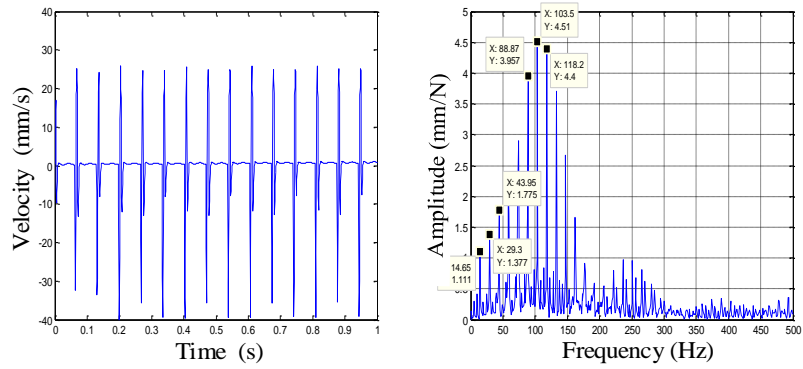 40
30
20
10
0
-10
-20
-30
-40
Velocity (mm/s)
0 0.1 0.2 0.3 0.4 0.5 0.6 0.7 0.8 0.9 1
Time (s)
5
4.5
4
3.5
3
2.5
2
1.5
Amplitude (mm/N)
X: 103.5
Y: 4.51
X: 88.87
Y: 3.957
X: 118.2
Y: 4.4
X: 43.95
Y: 1.775
X: 29.3
Y: 1.377
14.65
1.111
0
0 50 100 150 200 250 300 350 400 450 500
Frequency (Hz)